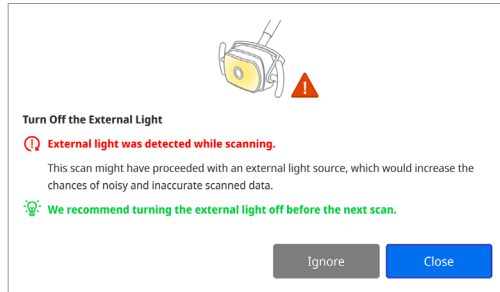 Turn Off the External Light
External light was detected while scanning.
This scan might have proceeded with an external light source, which would increase the
chances of noisy and inaccurate scanned data.
We recommend turning the external light off before the next scan.
Ignore
Close